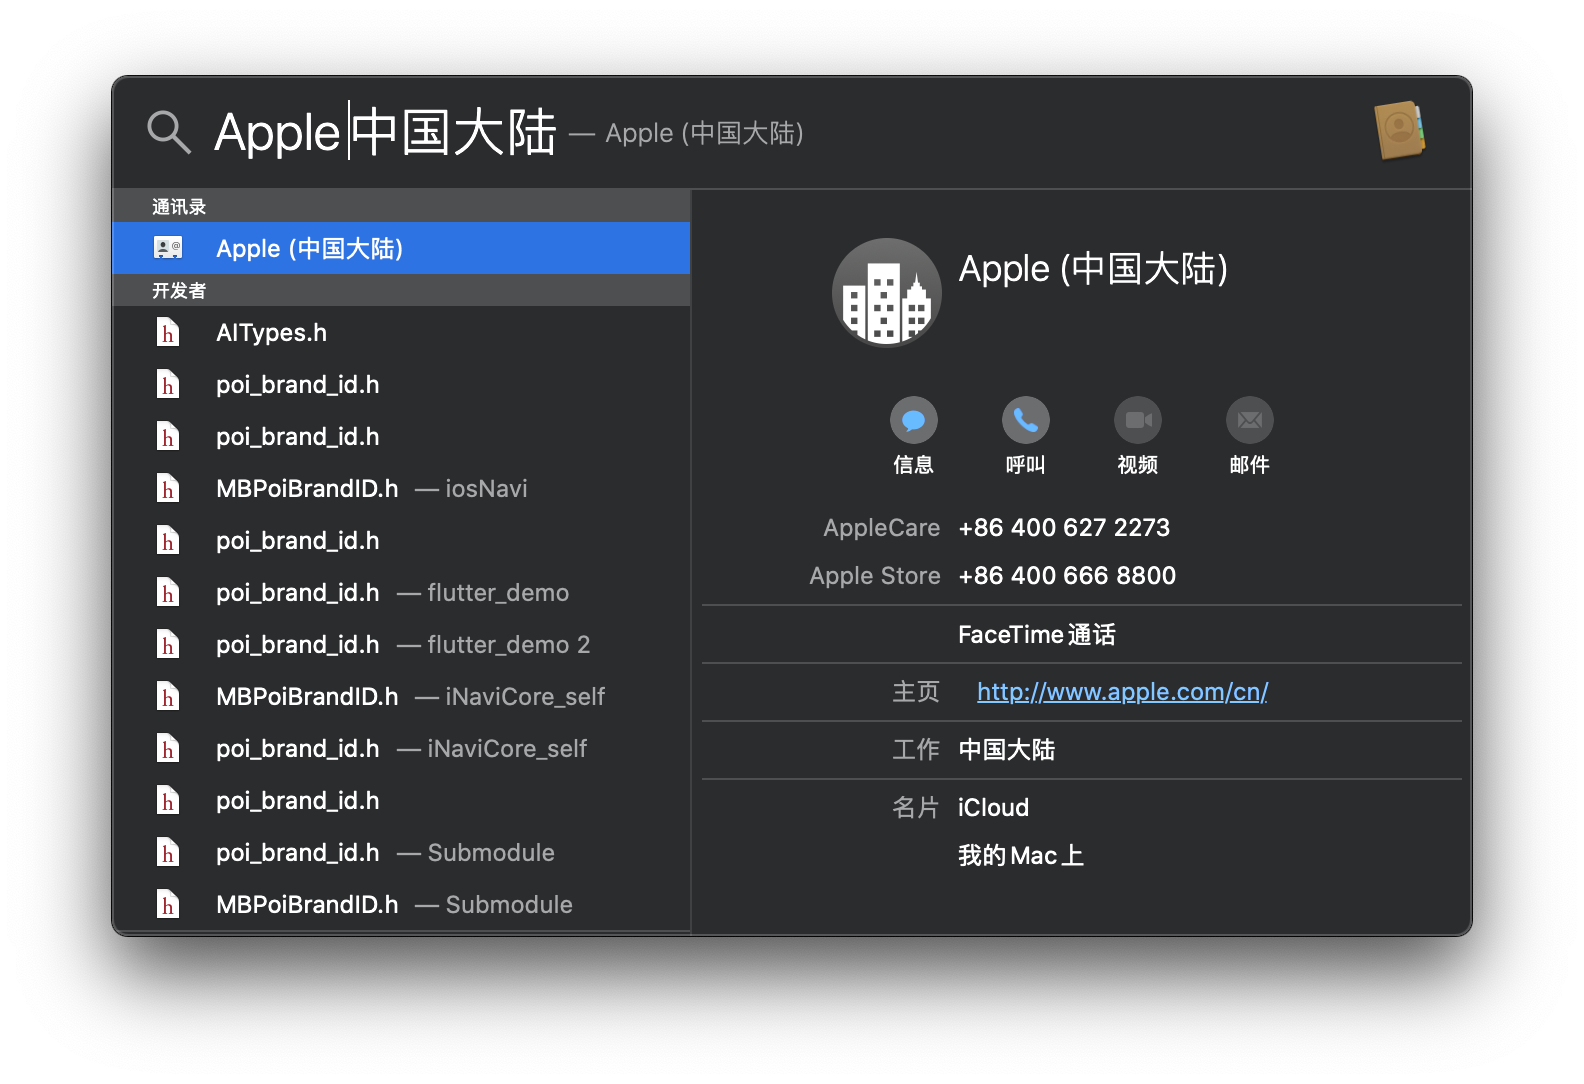 Apple 中国大陆 — Apple (中国大陆)
通讯录
Apple (中国大陆)
开发者
AITypes.h
poi_brand_id.h
poi_brand_id.h
MBPoiBrandID.h — iosNavi
poi_brand_id.h
poi_brand_id.h — flutter_demo
poi_brand_id.h — flutter_demo 2
MBPoiBrandID.h — iNaviCore_self
poi_brand_id.h — iNaviCore_self
poi_brand_id.h
poi_brand_id.h — Submodule
MBPoiBrandID.h — Submodule
Apple (中国大陆)
信息 呼叫 视频 邮件
AppleCare +86 400 627 2273
Apple Store +86 400 666 8800
FaceTime通话
主页 http://www.apple.com/cn/
工作 中国大陆
名片 iCloud
我的Mac上